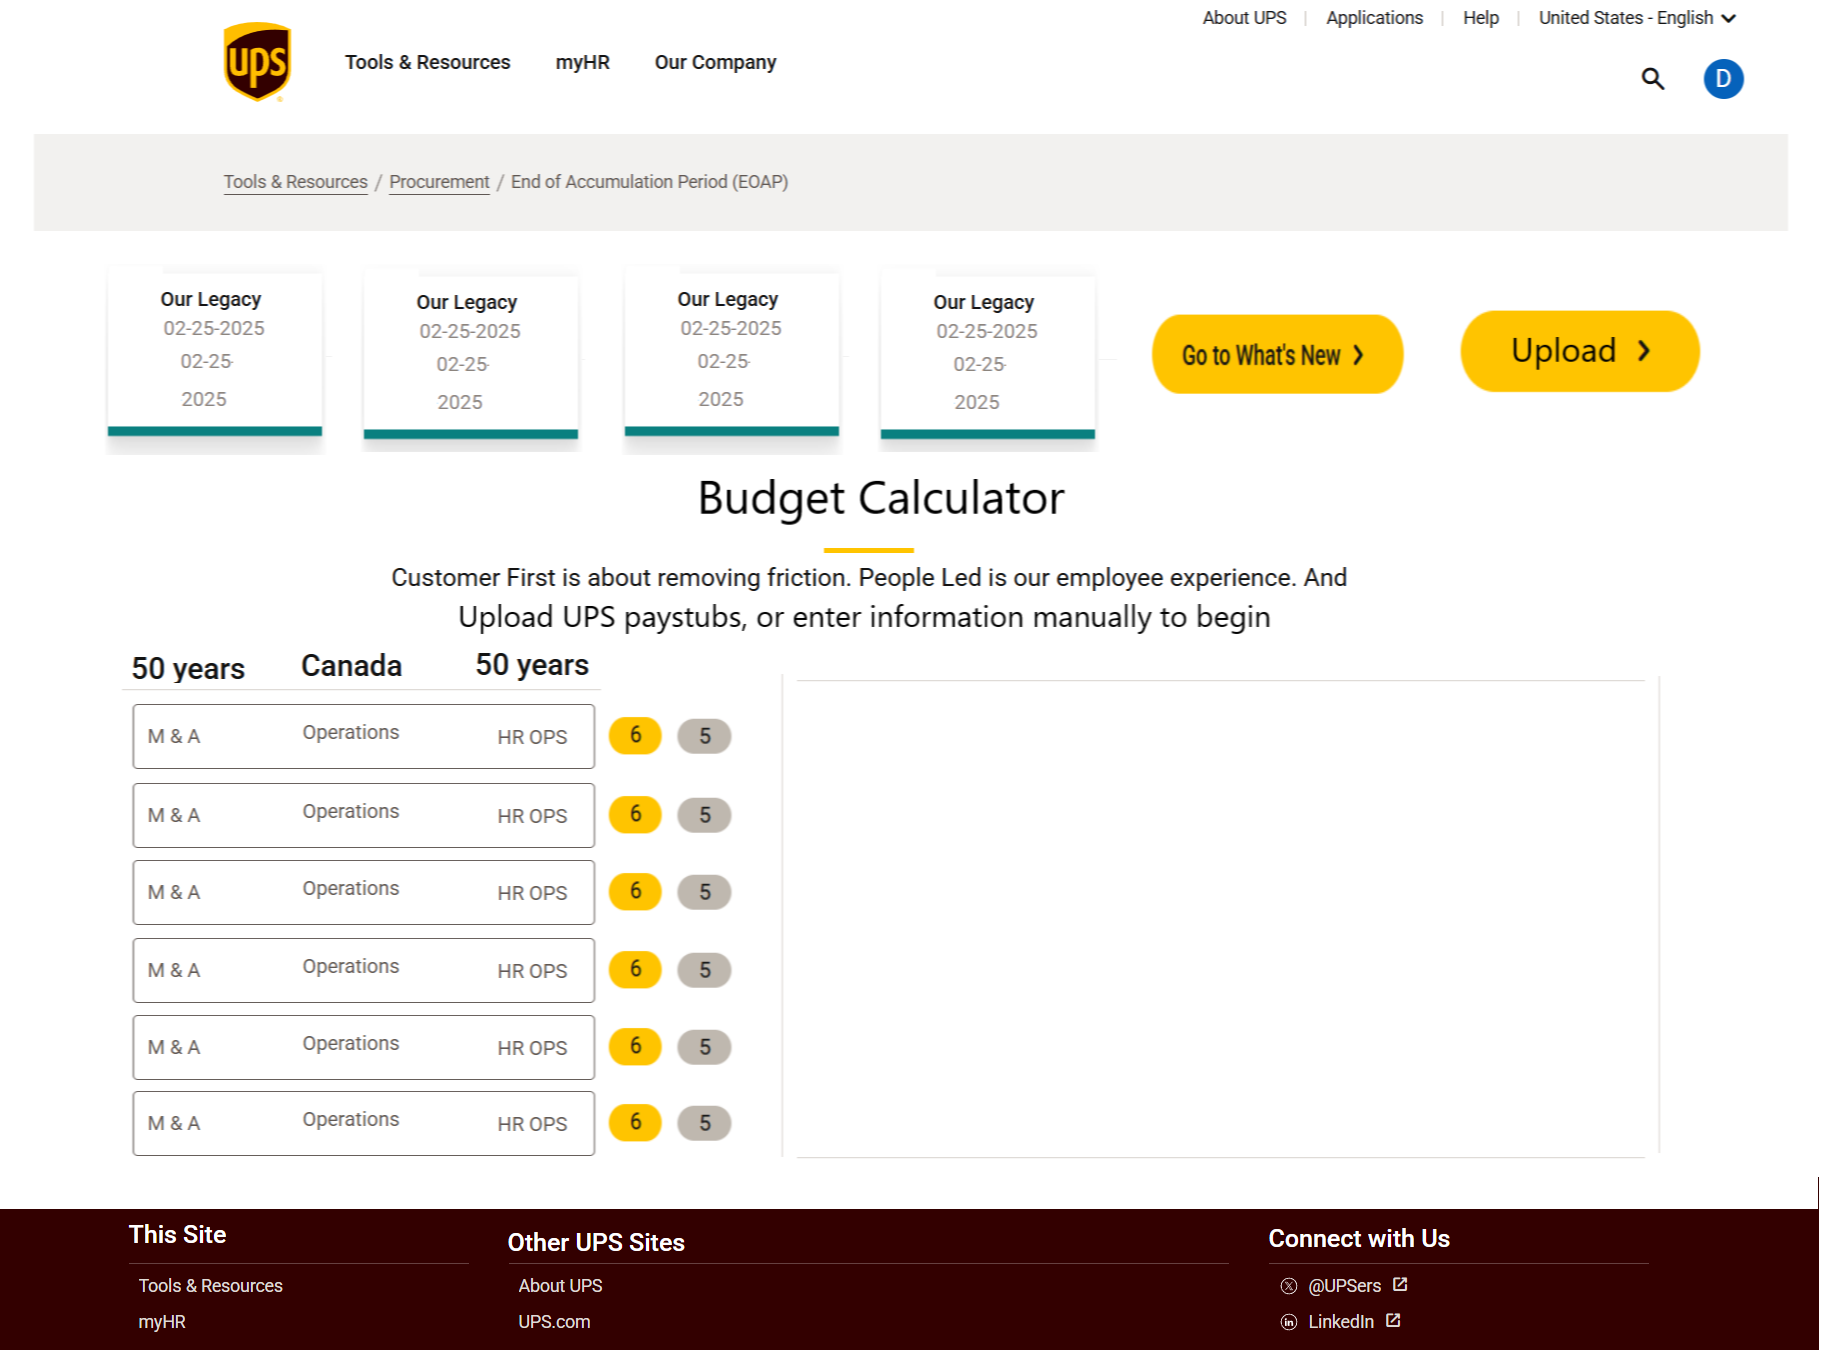 About UPS | Applications | Help | United States - English
ups
Tools & Resources myHR Our Company
D
Tools & Resources / Procurement / End of Accumulation Period (EOAP)
Our Legacy
02-25-2025
02-25-
2025
Our Legacy
02-25-2025
02-25-
2025
Our Legacy
02-25-2025
02-25-
2025
Our Legacy
02-25-2025
02-25-
2025
Go to What's New
Upload
Budget Calculator
Customer First is about removing friction. People Led is our employee experience. And
Upload UPS paystubs, or enter information manually to begin
50 years Canada 50 years
M & A Operations HR OPS 6 5
M & A Operations HR OPS 6 5
M & A Operations HR OPS 6 5
M & A Operations HR OPS 6 5
M & A Operations HR OPS 6 5
M & A Operations HR OPS 6 5
This Site
Tools & Resources
myHR
Other UPS Sites
About UPS
UPS.com
Connect with Us
@UPSers
LinkedIn